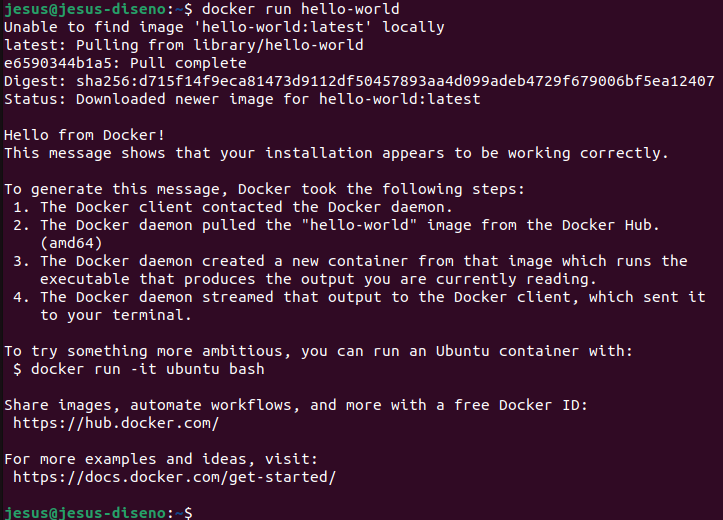 jesus@jesus-diseno:~$ docker run hello-world
Unable to find image 'hello-world:latest' locally
latest: Pulling from library/hello-world
e6590344b1a5: Pull complete
Digest: sha256:d715f14f9eca81473d9112df50457893aa4d099adeb4729f679006bf5ea12407
Status: Downloaded newer image for hello-world:latest

Hello from Docker!
This message shows that your installation appears to be working correctly.

To generate this message, Docker took the following steps:
 1. The Docker client contacted the Docker daemon.
 2. The Docker daemon pulled the "hello-world" image from the Docker Hub.
    (amd64)
 3. The Docker daemon created a new container from that image which runs the
    executable that produces the output you are currently reading.
 4. The Docker daemon streamed that output to the Docker client, which sent it
    to your terminal.

To try something more ambitious, you can run an Ubuntu container with:
 $ docker run -it ubuntu bash

Share images, automate workflows, and more with a free Docker ID:
 https://hub.docker.com/

For more examples and ideas, visit:
 https://docs.docker.com/get-started/

jesus@jesus-diseno:~$